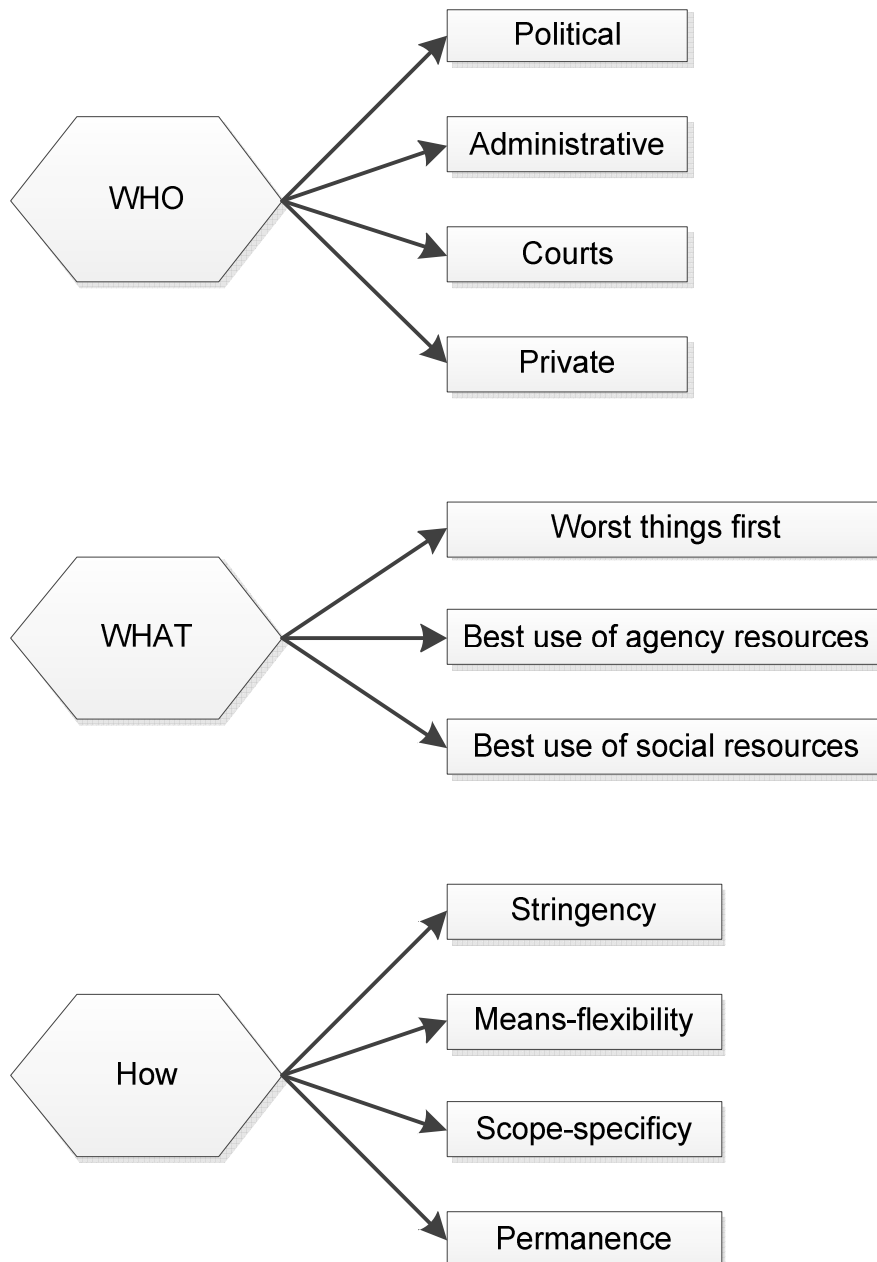 WHO
Political
Administrative
Courts
Private
WHAT
Worst things first
Best use of agency resources
Best use of social resources
How
Stringency
Means-flexibility
Scope-specificy
Permanence